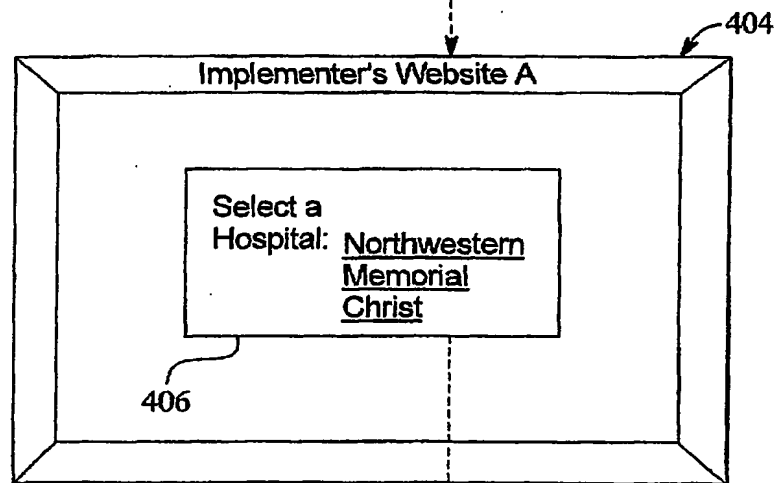 404
Implementer's Website A
Select a
Hospital: Northwestern
Memorial
Christ
406